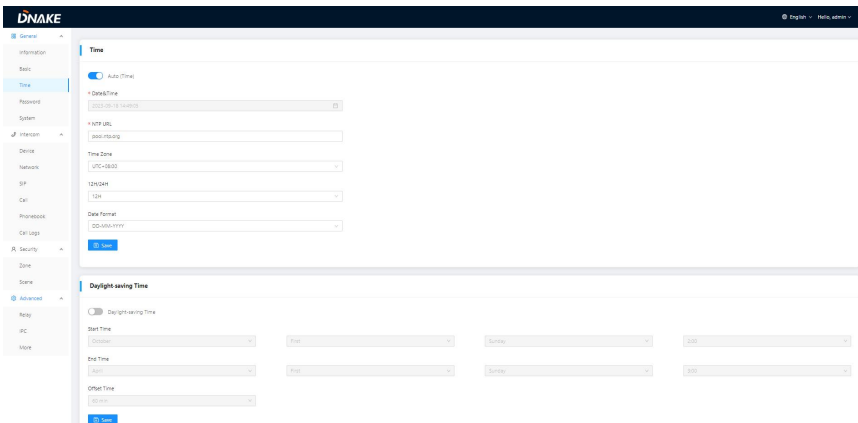 DNAKE
English
Hello, admin
General
Information
Basic
Time
Password
System
Intercom
Device
Network
SIP
Call
Phonebook
Call Logs
Security
Zone
Scene
Advanced
Relay
IPC
More
Time
Auto (Time)
* Date&Time
* NTP URL
pool.ntp.org
Time Zone
UTC+08:00
12H/24H
12H
Date Format
DD-MM-YYYY
Save
Daylight-saving Time
Daylight-saving Time
Start Time
October
First
Sunday
End Time
April
First
Sunday
Offset Time
60 min
Save